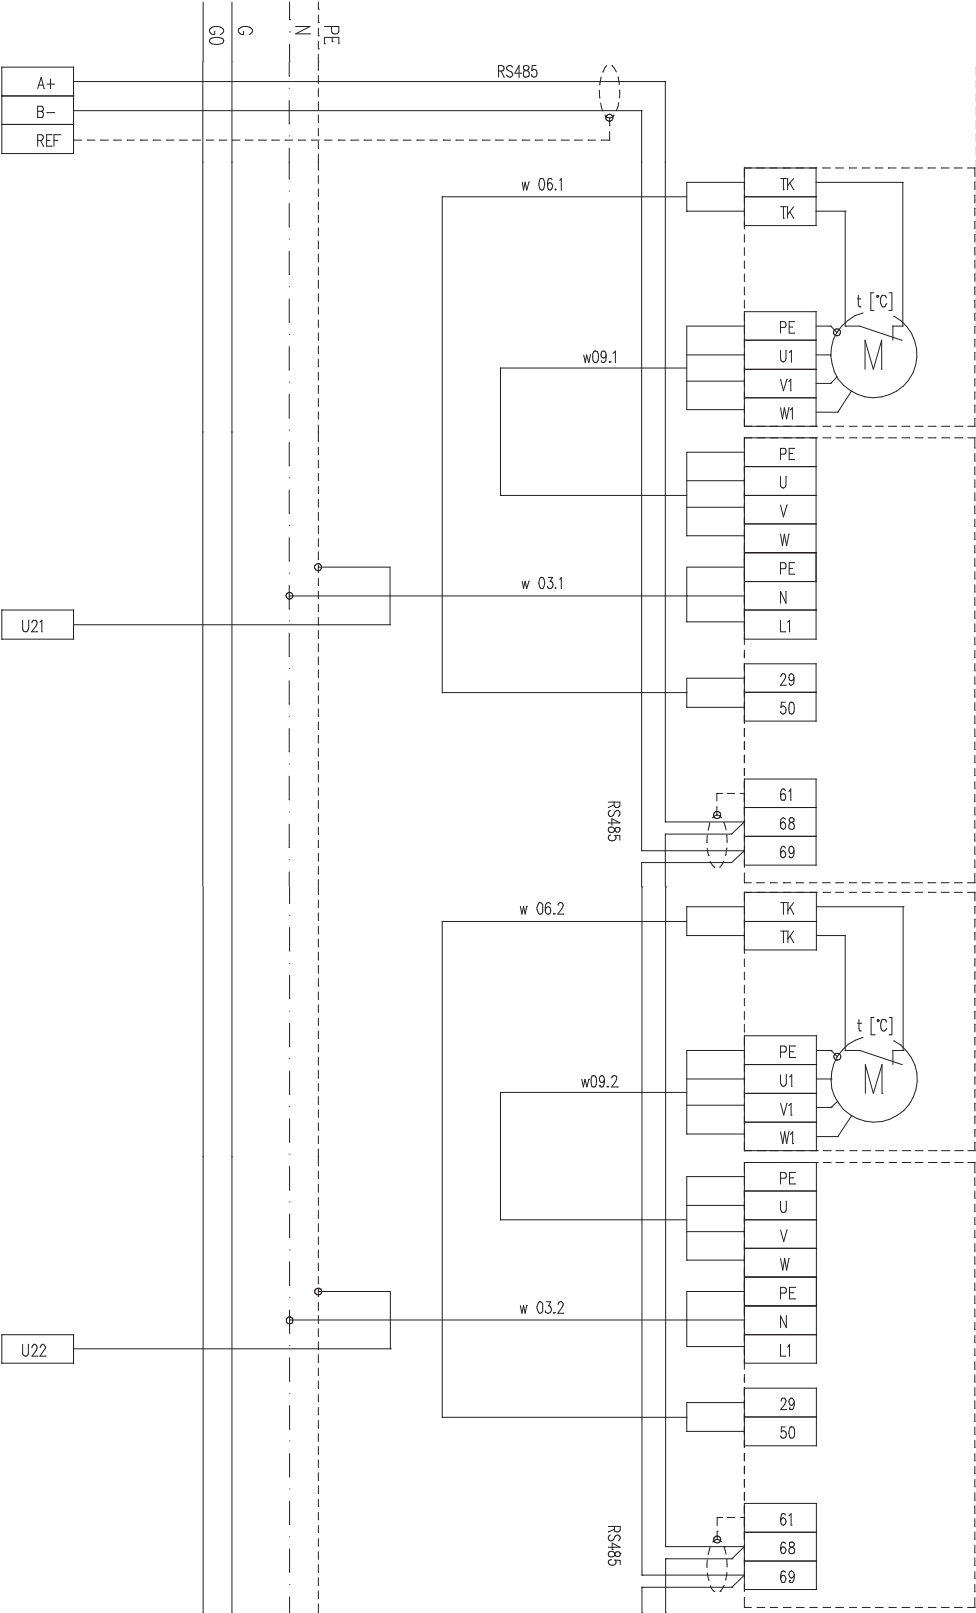 G0
G
N
PE
RS485
A+
B-
REF
w 06.1
TK
TK
t [°C]
M
w09.1
PE
U1
V1
W1
PE
U
V
W
w 03.1
PE
N
L1
U21
29
50
RS485
61
68
69
w 06.2
TK
TK
t [°C]
M
w09.2
PE
U1
V1
W1
PE
U
V
W
w 03.2
PE
N
L1
U22
29
50
RS485
61
68
69